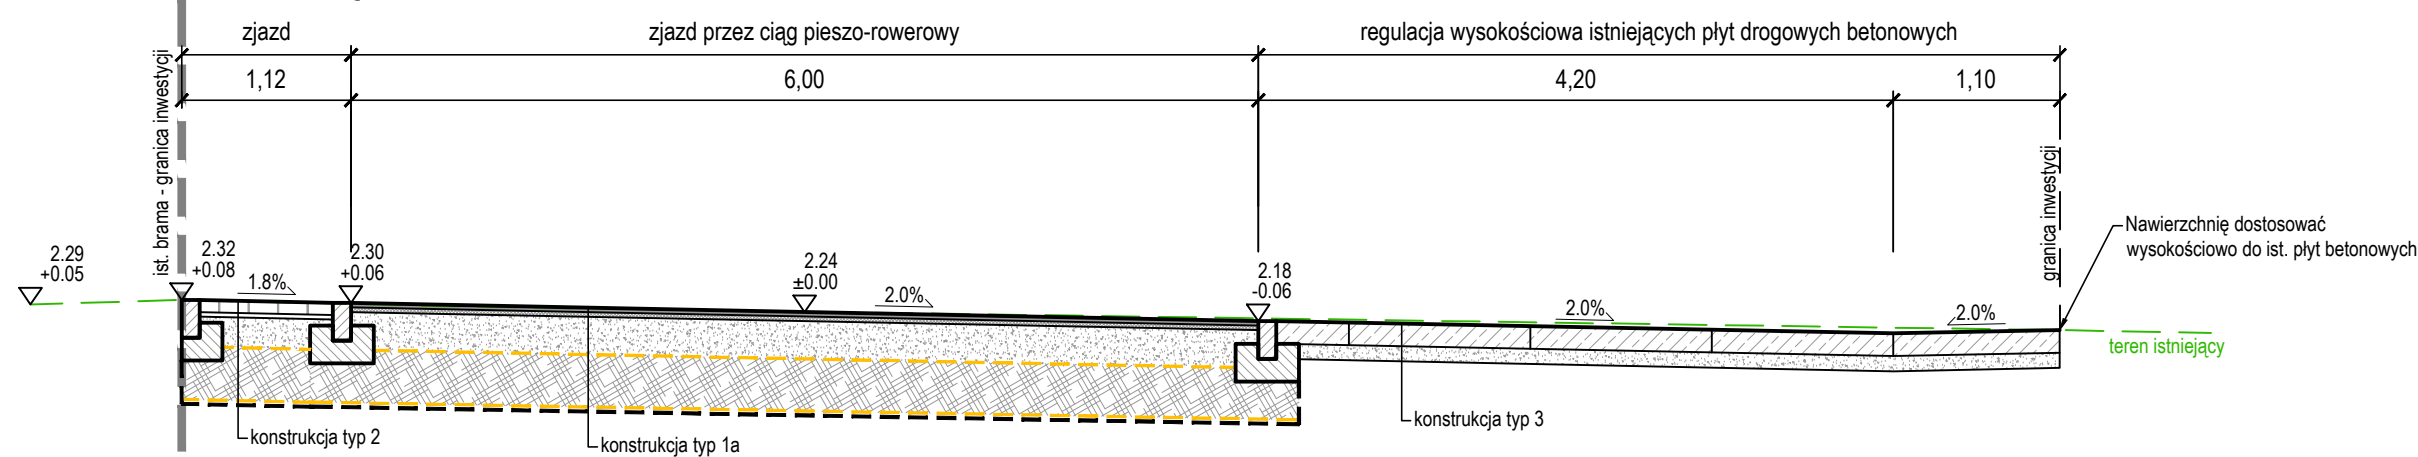 zjazd
zjazd przez ciąg pieszo-rowerowy
regulacja wysokościowa istniejących płyt drogowych betonowych
1,12
6,00
4,20
1,10
ist. brama - granica inwestycji
granica inwestycji
Nawierzchnię dostosować
wysokościowo do ist. płyt betonowych
2.29
+0.05
2.32
+0.08
1.8%
2.30
+0.06
2.24
±0.00
2.0%
2.18
-0.06
2.0%
2.0%
teren istniejący
konstrukcja typ 2
konstrukcja typ 1a
konstrukcja typ 3